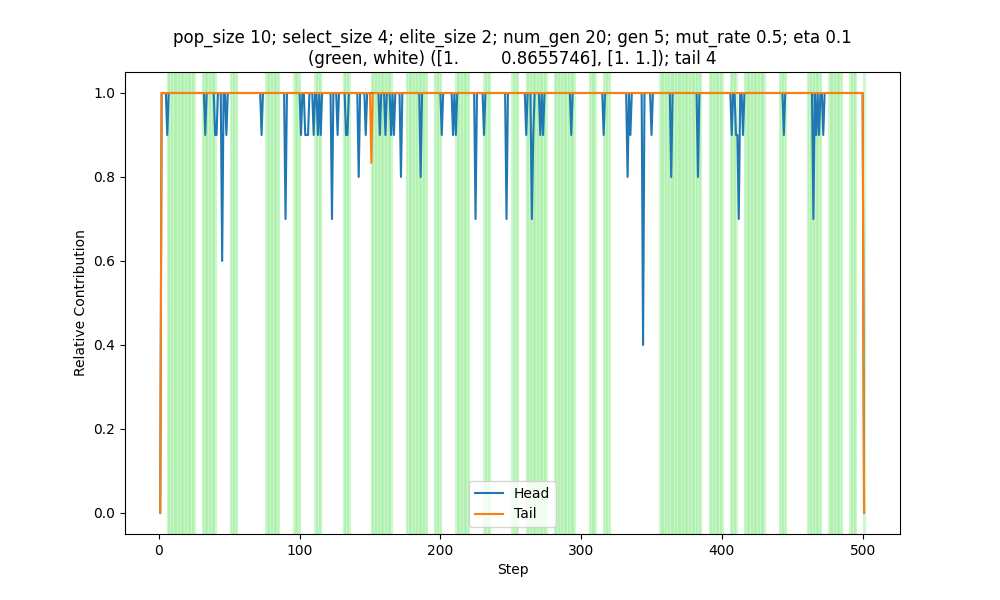 pop_size 10; select_size 4; elite_size 2; num_gen 20; gen 5; mut_rate 0.5; eta 0.1
(green, white) ([1.        0.8655746], [1. 1.]); tail 4
1.0
0.8
0.6
0.4
0.2
0.0
Relative Contribution
Head
Tail
0
100
200
300
400
500
Step